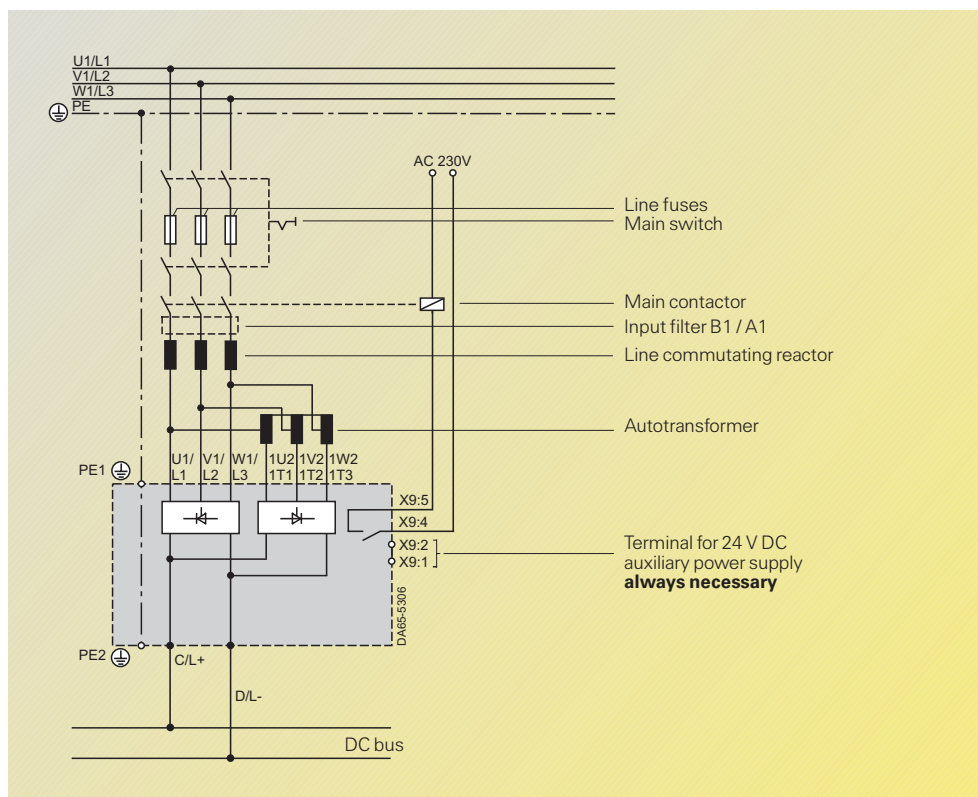 U1/L1
V1/L2
W1/L3
PE
AC 230V
Line fuses
Main switch
Main contactor
Input filter B1 / A1
Line commutating reactor
Autotransformer
U1/ V1/ W1/ 1U2 1V2 1W2
L1 L2 L3 1T1 1T2 1T3
PE1
X9:5
X9:4
X9:2
X9:1
Terminal for 24 V DC
auxiliary power supply
always necessary
DA65-5306
PE2
C/L+
D/L-
DC bus